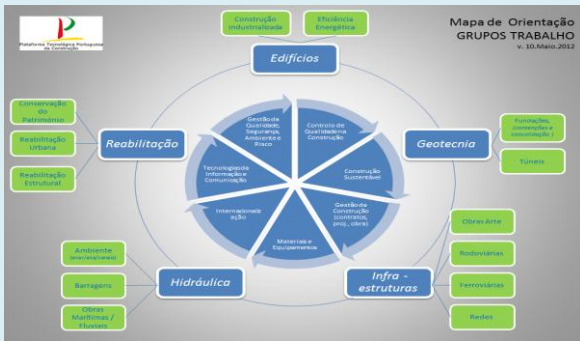 Plataforma Tecnológica Portuguesa
da Construção
Mapa de Orientação
GRUPOS TRABALHO
v. 10.Maio.2012
Construção
Industrializada
Eficiência
Energética
Edifícios
Conservação
do
Património
Reabilitação
Urbana
Reabilitação
Estrutural
Reabilitação
Fundações,
Túneis
Geotecnia
Gestão da
Qualidade,
Segurança,
Ambiente e
Risco
Controlo de
Qualidade na
Construção
Tecnologias de
Informação e
Comunicação
Construção
Sustentável
Internacionaliz
ação
Gestão da
Construção
(contratos,
proj., obra)
Materiais e
Equipamentos
Ambiente
Barragens
Obras
Marítimas /
Fluviais
Hidráulica
Infra -
estruturas
Obras Arte
Rodoviárias
Ferroviárias
Redes